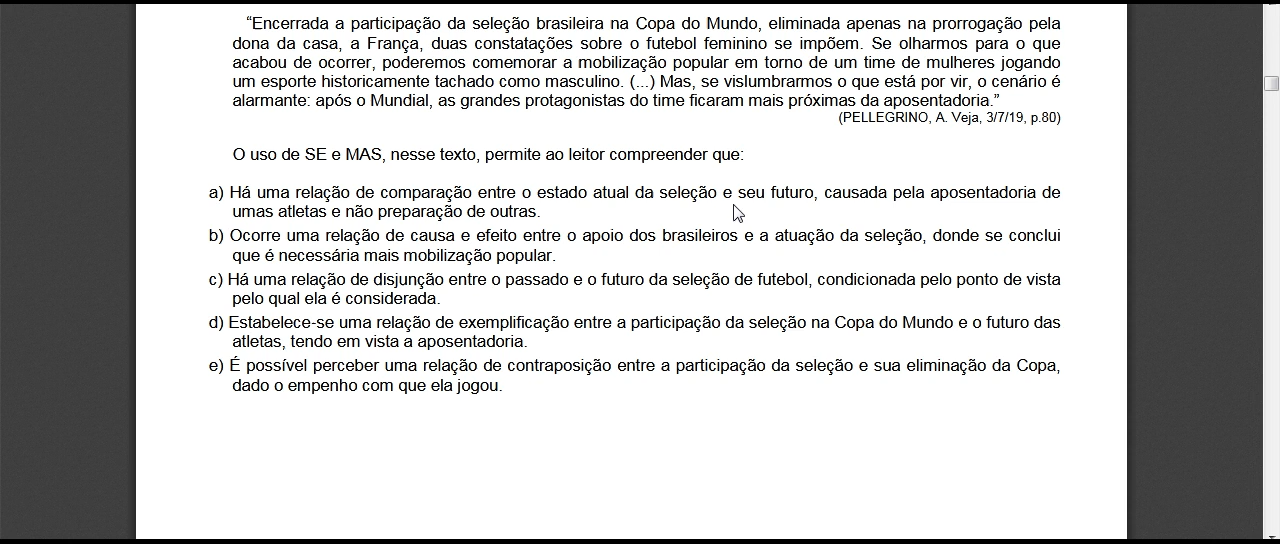 “Encerrada a participação da seleção brasileira na Copa do Mundo, eliminada apenas na prorrogação pela
dona da casa, a França, duas constatações sobre o futebol feminino se impõem. Se olharmos para o que
acabou de ocorrer, poderemos comemorar a mobilização popular em torno de um time de mulheres jogando
um esporte historicamente tachado como masculino. (...) Mas, se vislumbrarmos o que está por vir, o cenário é
alarmante: após o Mundial, as grandes protagonistas do time ficaram mais próximas da aposentadoria.”
(PELLEGRINO, A. Veja, 3/7/19, p.80)
O uso de SE e MAS, nesse texto, permite ao leitor compreender que:
a) Há uma relação de comparação entre o estado atual da seleção e seu futuro, causada pela aposentadoria de
umas atletas e não preparação de outras.
b) Ocorre uma relação de causa e efeito entre o apoio dos brasileiros e a atuação da seleção, donde se conclui
que é necessária mais mobilização popular.
c) Há uma relação de disjunção entre o passado e o futuro da seleção de futebol, condicionada pelo ponto de vista
pelo qual ela é considerada.
d) Estabelece-se uma relação de exemplificação entre a participação da seleção na Copa do Mundo e o futuro das
atletas, tendo em vista a aposentadoria.
e) É possível perceber uma relação de contraposição entre a participação da seleção e sua eliminação da Copa,
dado o empenho com que ela jogou.